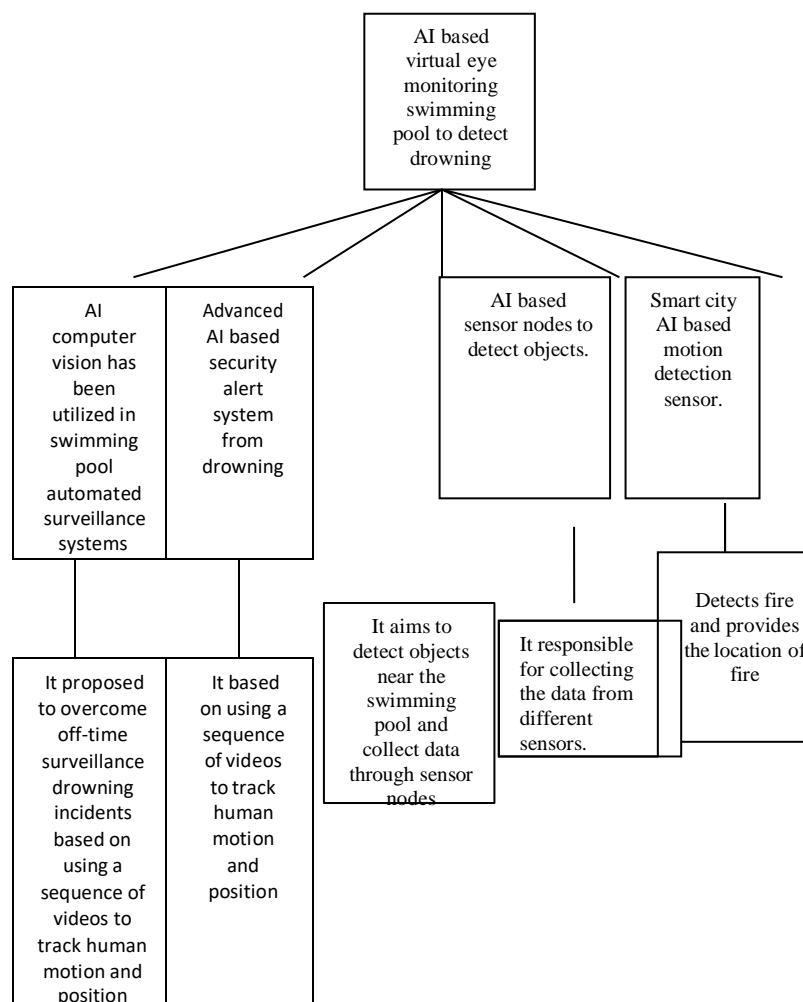 AI based
virtual eye
monitoring
swimming
pool to detect
drowning
AI
computer
vision has
been
utilized in
swimming
pool
automated
surveillance
systems
Advanced
AI based
security
alert
system
from
drowning
AI based
sensor nodes to
detect objects.
Smart city
AI based
motion
detection
sensor.
It proposed
to overcome
off-time
surveillance
drowning
incidents
based on
using a
sequence of
videos to
track human
motion and
position
It based
on using a
sequence
of videos
to track
human
motion
and
position
It aims to
detect objects
near the
swimming
pool and
collect data
through sensor
nodes
It responsible
for collecting
the data from
different
sensors.
Detects fire
and provides
the location of
fire